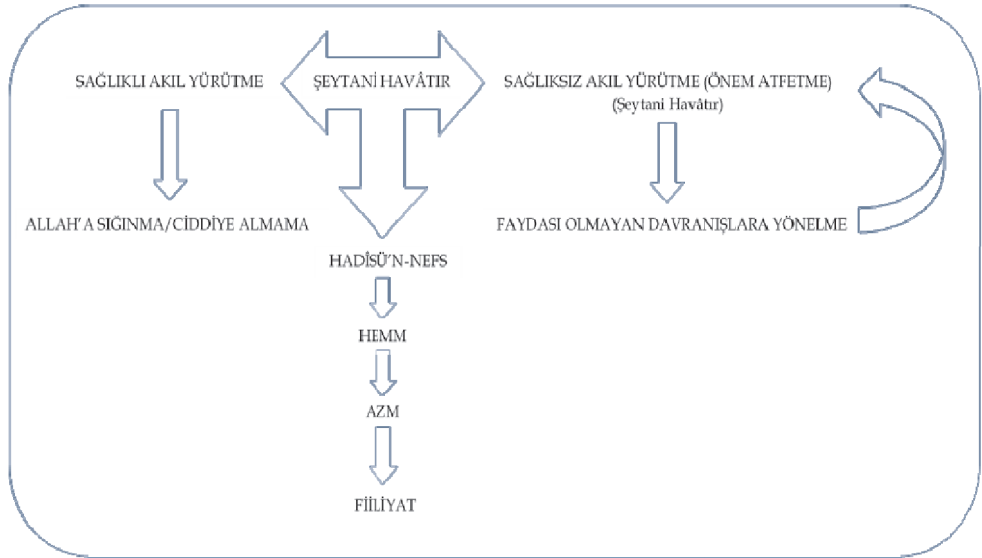 SAĞLIKLI AKIL YÜRÜTME
ŞEYTANİ HAVÂTIR
SAĞLIKSIZ AKIL YÜRÜTME (ÖNEM ATFETME)
(Şeytani Havâtır)
ALLAH'A SIĞINMA/CİDDİYE ALMAMA
FAYDASI OLMAYAN DAVRANIŞLARA YÖNELME
HADÎSÜ'N-NEFS
HEMM
AZM
FİİLİYAT